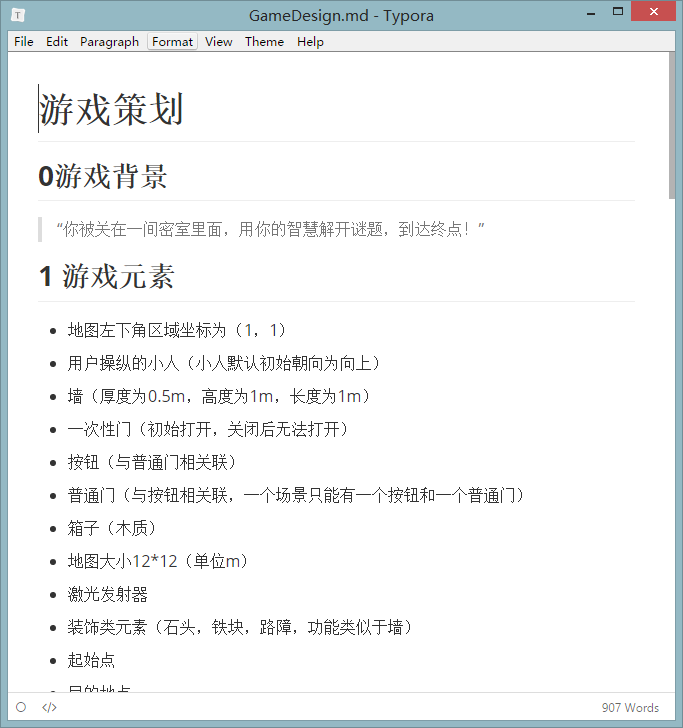 GameDesign.md - Typora
File Edit Paragraph Format View Theme Help
游戏策划
0游戏背景
“你被关在一间密室里面，用你的智慧解开谜题，到达终点！”
1 游戏元素
地图左下角区域坐标为（1，1）
用户操纵的小人（小人默认初始朝向为向上）
墙（厚度为0.5m，高度为1m，长度为1m）
一次性门（初始打开，关闭后无法打开）
按钮（与普通门相关联）
普通门（与按钮相关联，一个场景只能有一个按钮和一个普通门）
箱子（木质）
地图大小12*12（单位m）
激光发射器
装饰类元素（石头，铁块，路障，功能类似于墙）
起始点
目的地点
</> 907 Words